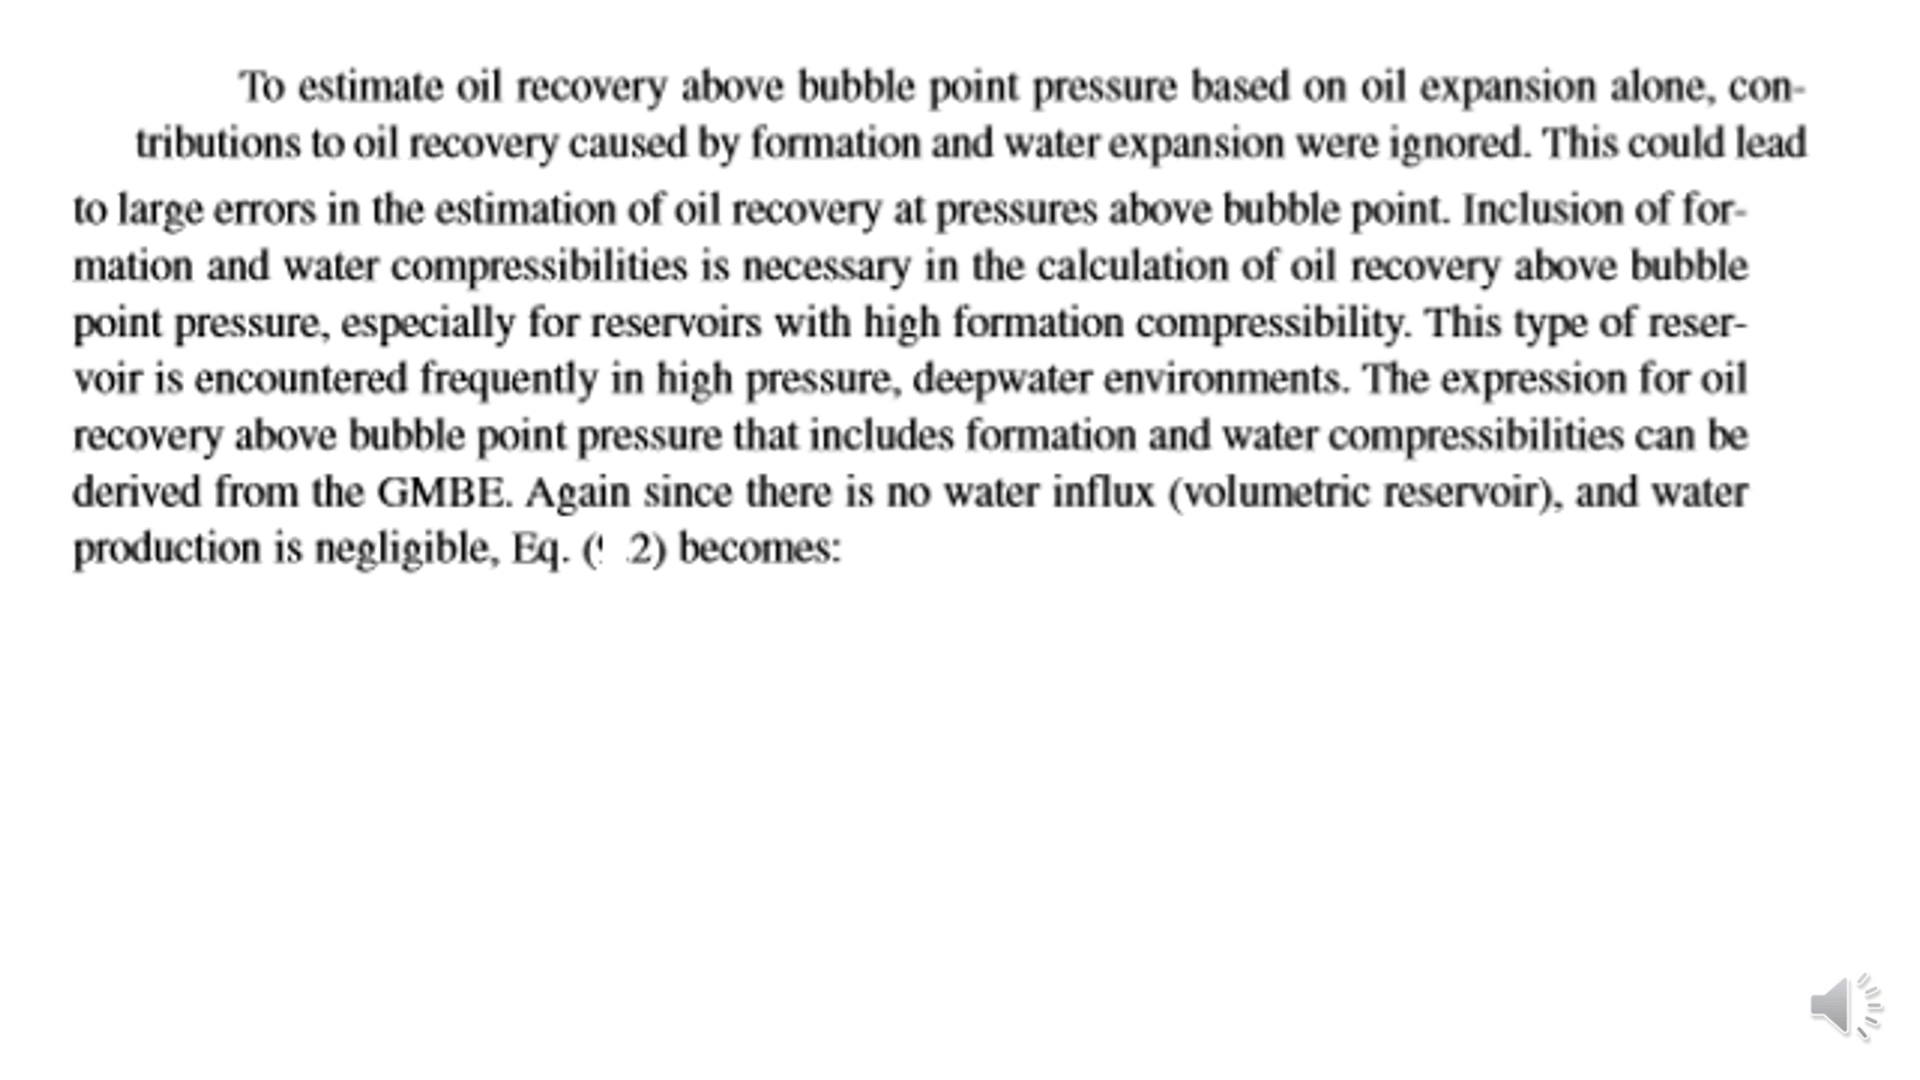 To estimate oil recovery above bubble point pressure based on oil expansion alone, con-
tributions to oil recovery caused by formation and water expansion were ignored. This could lead
to large errors in the estimation of oil recovery at pressures above bubble point. Inclusion of for-
mation and water compressibilities is necessary in the calculation of oil recovery above bubble
point pressure, especially for reservoirs with high formation compressibility. This type of reser-
voir is encountered frequently in high pressure, deepwater environments. The expression for oil
recovery above bubble point pressure that includes formation and water compressibilities can be
derived from the GMBE. Again since there is no water influx (volumetric reservoir), and water
production is negligible, Eq. ( .2) becomes: